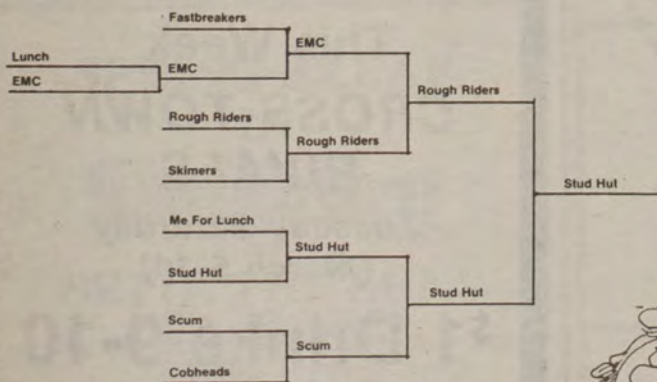 Fastbreakers
Lunch
EMC
EMC
EMC
Rough Riders
Rough Riders
Rough Riders
Skimers
Stud Hut
Me For Lunch
Stud Hut
Stud Hut
Stud Hut
Scum
Scum
Cobheads